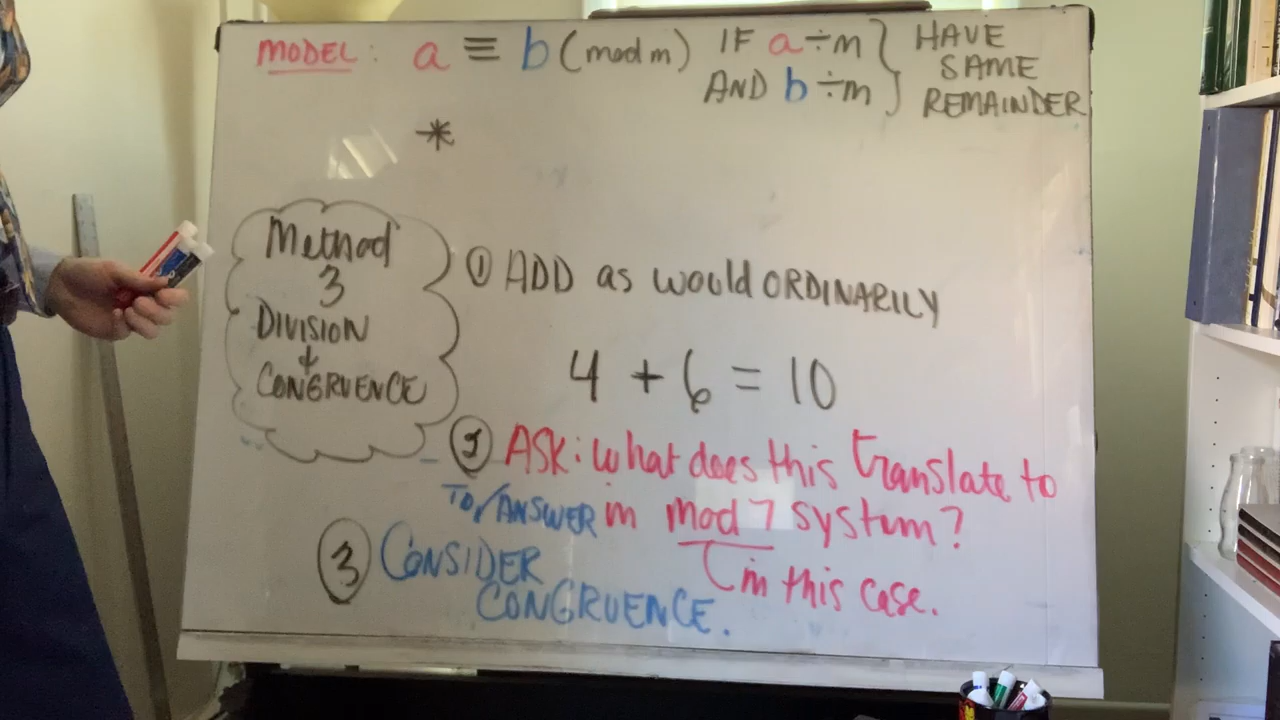 MODEL: a ≡ b (mod m) IF a ÷ m } HAVE
AND b ÷ m } SAME
REMAINDER
*
Method
3
DIVISION
&
CONGRUENCE
① ADD as would ORDINARILY
4 + 6 = 10
② ASK: what does this translate to
in mod 7 system?
(in this case.
TO/ANSWER
③ CONSIDER
CONGRUENCE.